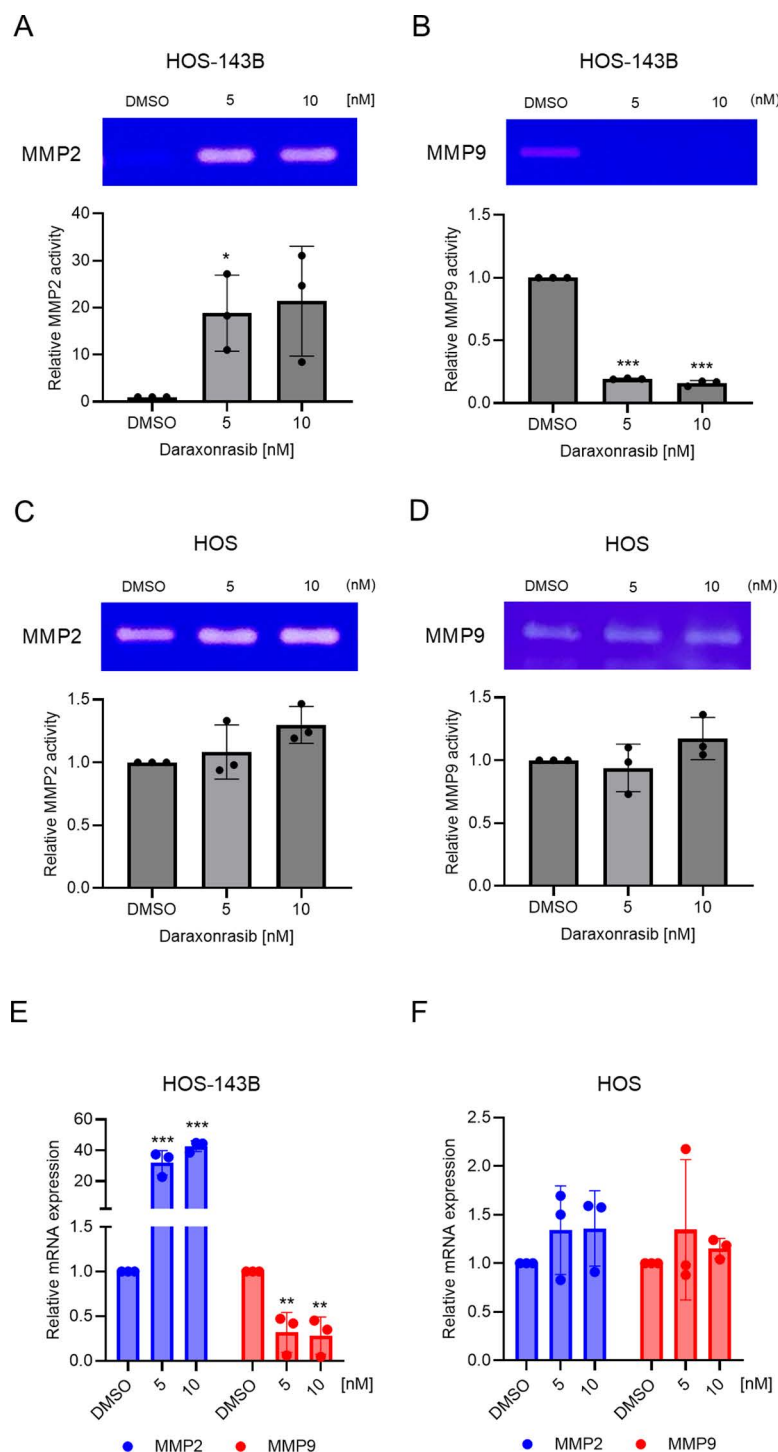 A
HOS-143B
DMSO 5 10 [nM]
MMP2
40
30
20
10
0
Relative MMP2 activity
*
DMSO 5 10
Daraxonrasib [nM]
B
HOS-143B
DMSO 5 10 (nM)
MMP9
1.5
1.0
0.5
0.0
Relative MMP9 activity
*** ***
DMSO 5 10
Daraxonrasib [nM]
C
HOS
DMSO 5 10 (nM)
MMP2
1.5
1.0
0.5
0.0
Relative MMP2 activity
DMSO 5 10
Daraxonrasib [nM]
D
HOS
DMSO 5 10 (nM)
MMP9
1.5
1.0
0.5
0.0
Relative MMP9 activity
DMSO 5 10
Daraxonrasib [nM]
E
HOS-143B
60
40
20
1.5
1.0
0.5
0.0
Relative mRNA expression
*** ***
** **
DMSO 5 10 DMSO 5 10 [nM]
MMP2 MMP9
F
HOS
2.5
2.0
1.5
1.0
0.5
0.0
Relative mRNA expression
DMSO 5 10 DMSO 5 10 [nM]
MMP2 MMP9